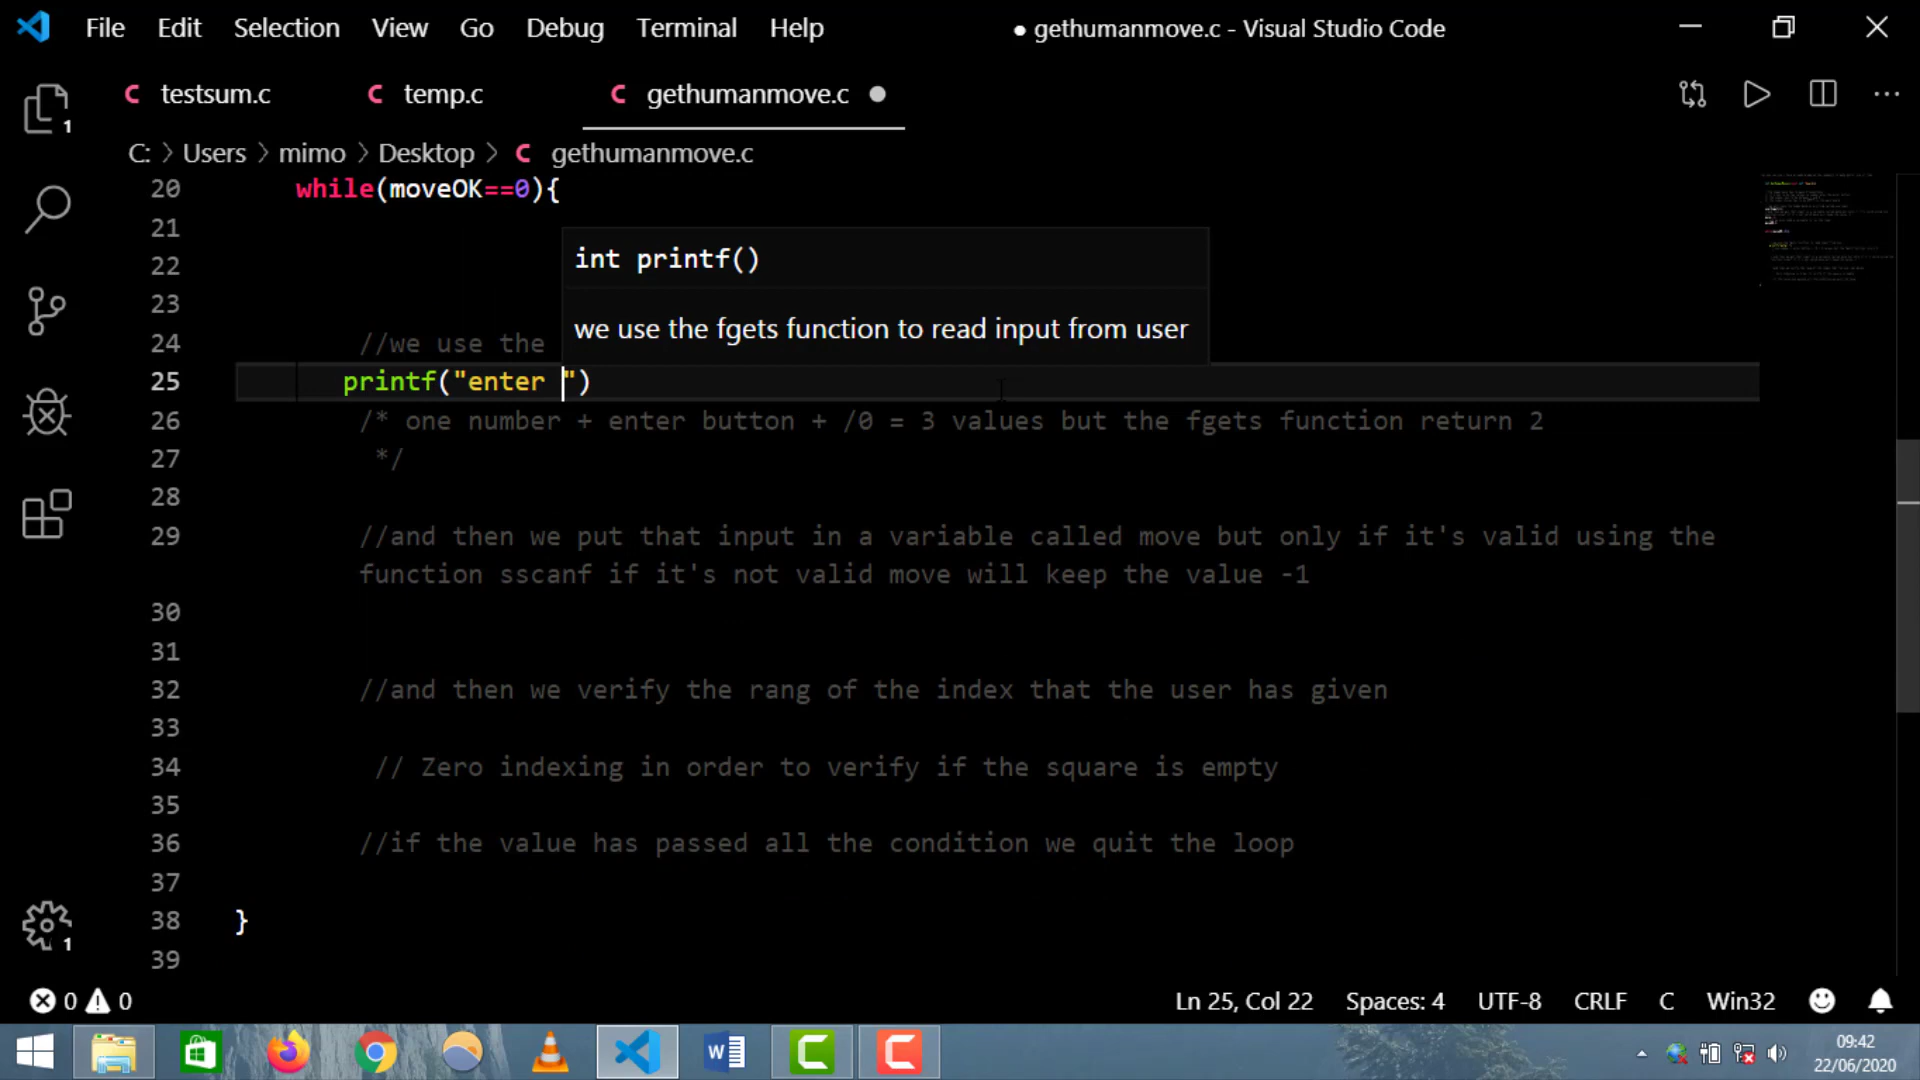 File Edit Selection View Go Debug Terminal Help ● gethumanmove.c - Visual Studio Code
C testsum.c C temp.c C gethumanmove.c ●
C: > Users > mimo > Desktop > C gethumanmove.c
1
20 while(moveOK==0){
21
int printf()
22
23
we use the fgets function to read input from user
24 //we use the
25 printf("enter ")
26 /* one number + enter button + /0 = 3 values but the fgets function return 2
27 */
28
29 //and then we put that input in a variable called move but only if it's valid using the
function sscanf if it's not valid move will keep the value -1
30
31
32 //and then we verify the rang of the index that the user has given
33
34 // Zero indexing in order to verify if the square is empty
35
36 //if the value has passed all the condition we quit the loop
37
38 }
1
39
0 0 Ln 25, Col 22 Spaces: 4 UTF-8 CRLF C Win32
09:42
22/06/2020